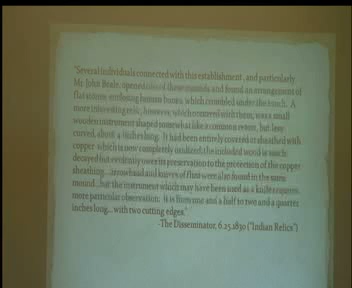 "Several individuals connected with this establishment, and particularly
Mr. John Beale, opened some of these mounds and found an arrangement of
flat stones, enclosing human bones, which crumbled under the touch. A
more interesting relic, however, which occurred with them, was a small
wooden instrument shaped somewhat like a common except, but less
curved, about 4 inches long. It had been entirely covered or sheathed with
copper which is now completely oxidized; the included wood is much
decayed but evidently owes its preservation to the protection of the copper
sheathing... arrowhead and knives of flint were also found in the same
mound... but the instrument which may have been used as a knife requires
more particular observation: it is from one and a half to two and a quarter
inches long... with two cutting edges."
-The Disseminator, 6.25.1830 ("Indian Relics")